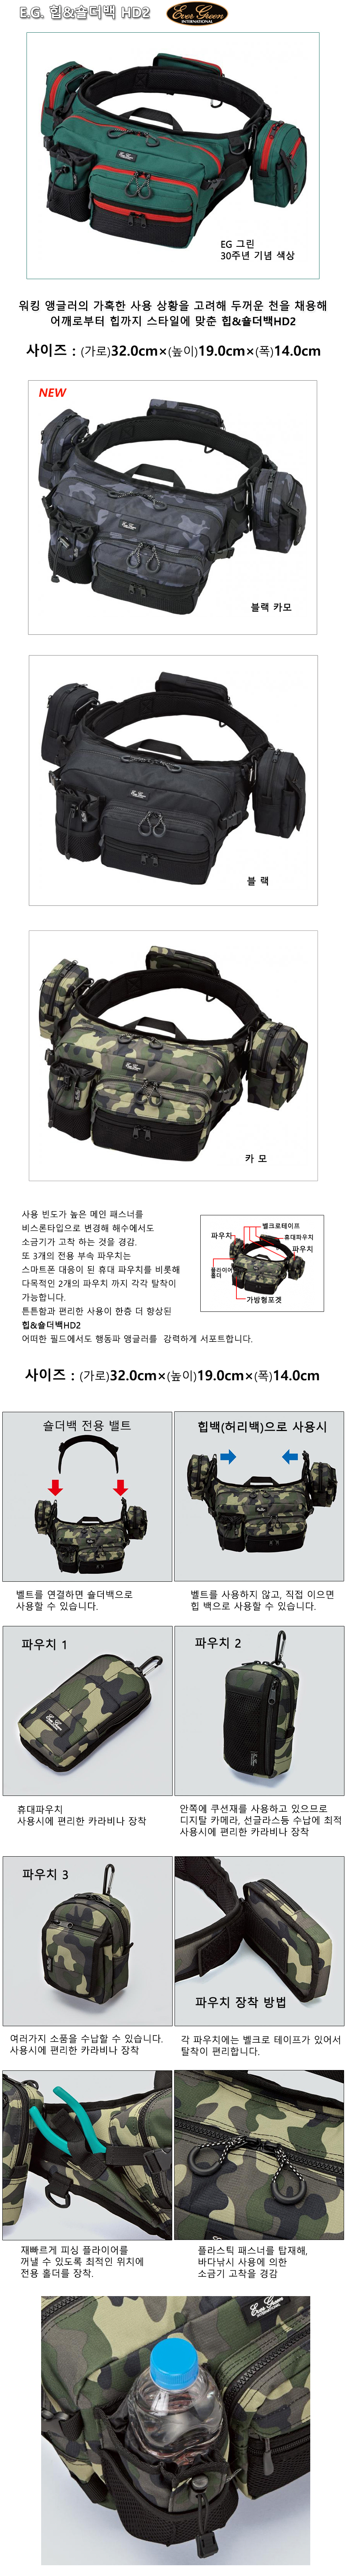 E.G. 힙&숄더백 HD2
Ever Green
INTERNATIONAL
EG 그린
30주년 기념 색상
워킹 앵글러의 가혹한 사용 상황을 고려해 두꺼운 천을 채용해
어깨로부터 힙까지 스타일에 맞춘 힙&숄더백HD2
사이즈 : (가로)32.0cm×(높이)19.0cm×(폭)14.0cm
NEW
블랙 카모
블 랙
카 모
사용 빈도가 높은 메인 패스너를
비스론타입으로 변경해 해수에서도
소금기가 고착 하는 것을 경감.
또 3개의 전용 부속 파우치는
스마트폰 대응이 된 휴대 파우치를 비롯해
다목적인 2개의 파우치 까지 각각 탈착이
가능합니다.
튼튼함과 편리한 사용이 한층 더 향상된
힙&숄더백HD2
어떠한 필드에서도 행동파 앵글러를 강력하게 서포트합니다.
벨크로테이프
파우치
휴대파우치
파우치
플라이어
홀더
가방형포켓
사이즈 : (가로)32.0cm×(높이)19.0cm×(폭)14.0cm
숄더백 전용 밸트
힙백(허리백)으로 사용시
벨트를 연결하면 숄더백으로
사용할 수 있습니다.
벨트를 사용하지 않고, 직접 이으면
힙 백으로 사용할 수 있습니다.
파우치 1
파우치 2
휴대파우치
사용시에 편리한 카라비나 장착
안쪽에 쿠션재를 사용하고 있으므로
디지탈 카메라, 선글라스등 수납에 최적
사용시에 편리한 카라비나 장착
파우치 3
파우치 장착 방법
여러가지 소품을 수납할 수 있습니다.
사용시에 편리한 카라비나 장착
각 파우치에는 벨크로 테이프가 있어서
탈착이 편리합니다.
재빠르게 피싱 플라이어를
꺼낼 수 있도록 최적인 위치에
전용 홀더를 장착.
플라스틱 패스너를 탑재해,
바다낚시 사용에 의한
소금기 고착을 경감
Ever Green